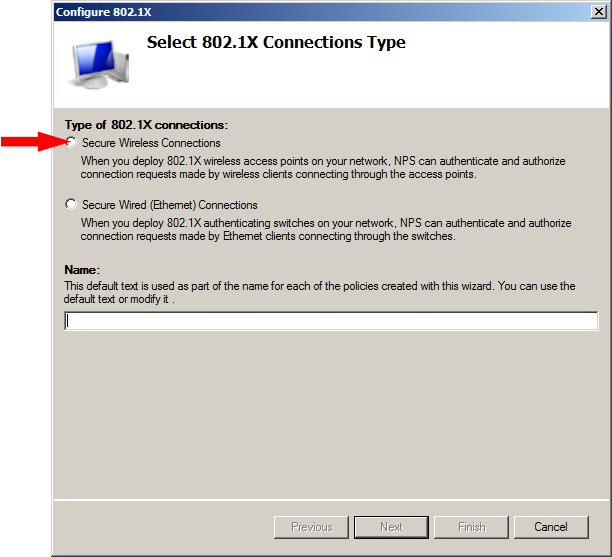 Configure 802.1X
Select 802.1X Connections Type
Type of 802.1X connections:
Secure Wireless Connections
When you deploy 802.1X wireless access points on your network, NPS can authenticate and authorize
connection requests made by wireless clients connecting through the access points.
Secure Wired (Ethernet) Connections
When you deploy 802.1X authenticating switches on your network, NPS can authenticate and authorize
connection requests made by Ethernet clients connecting through the switches.
Name:
This default text is used as part of the name for each of the policies created with this wizard. You can use the
default text or modify it .
Previous
Next
Finish
Cancel